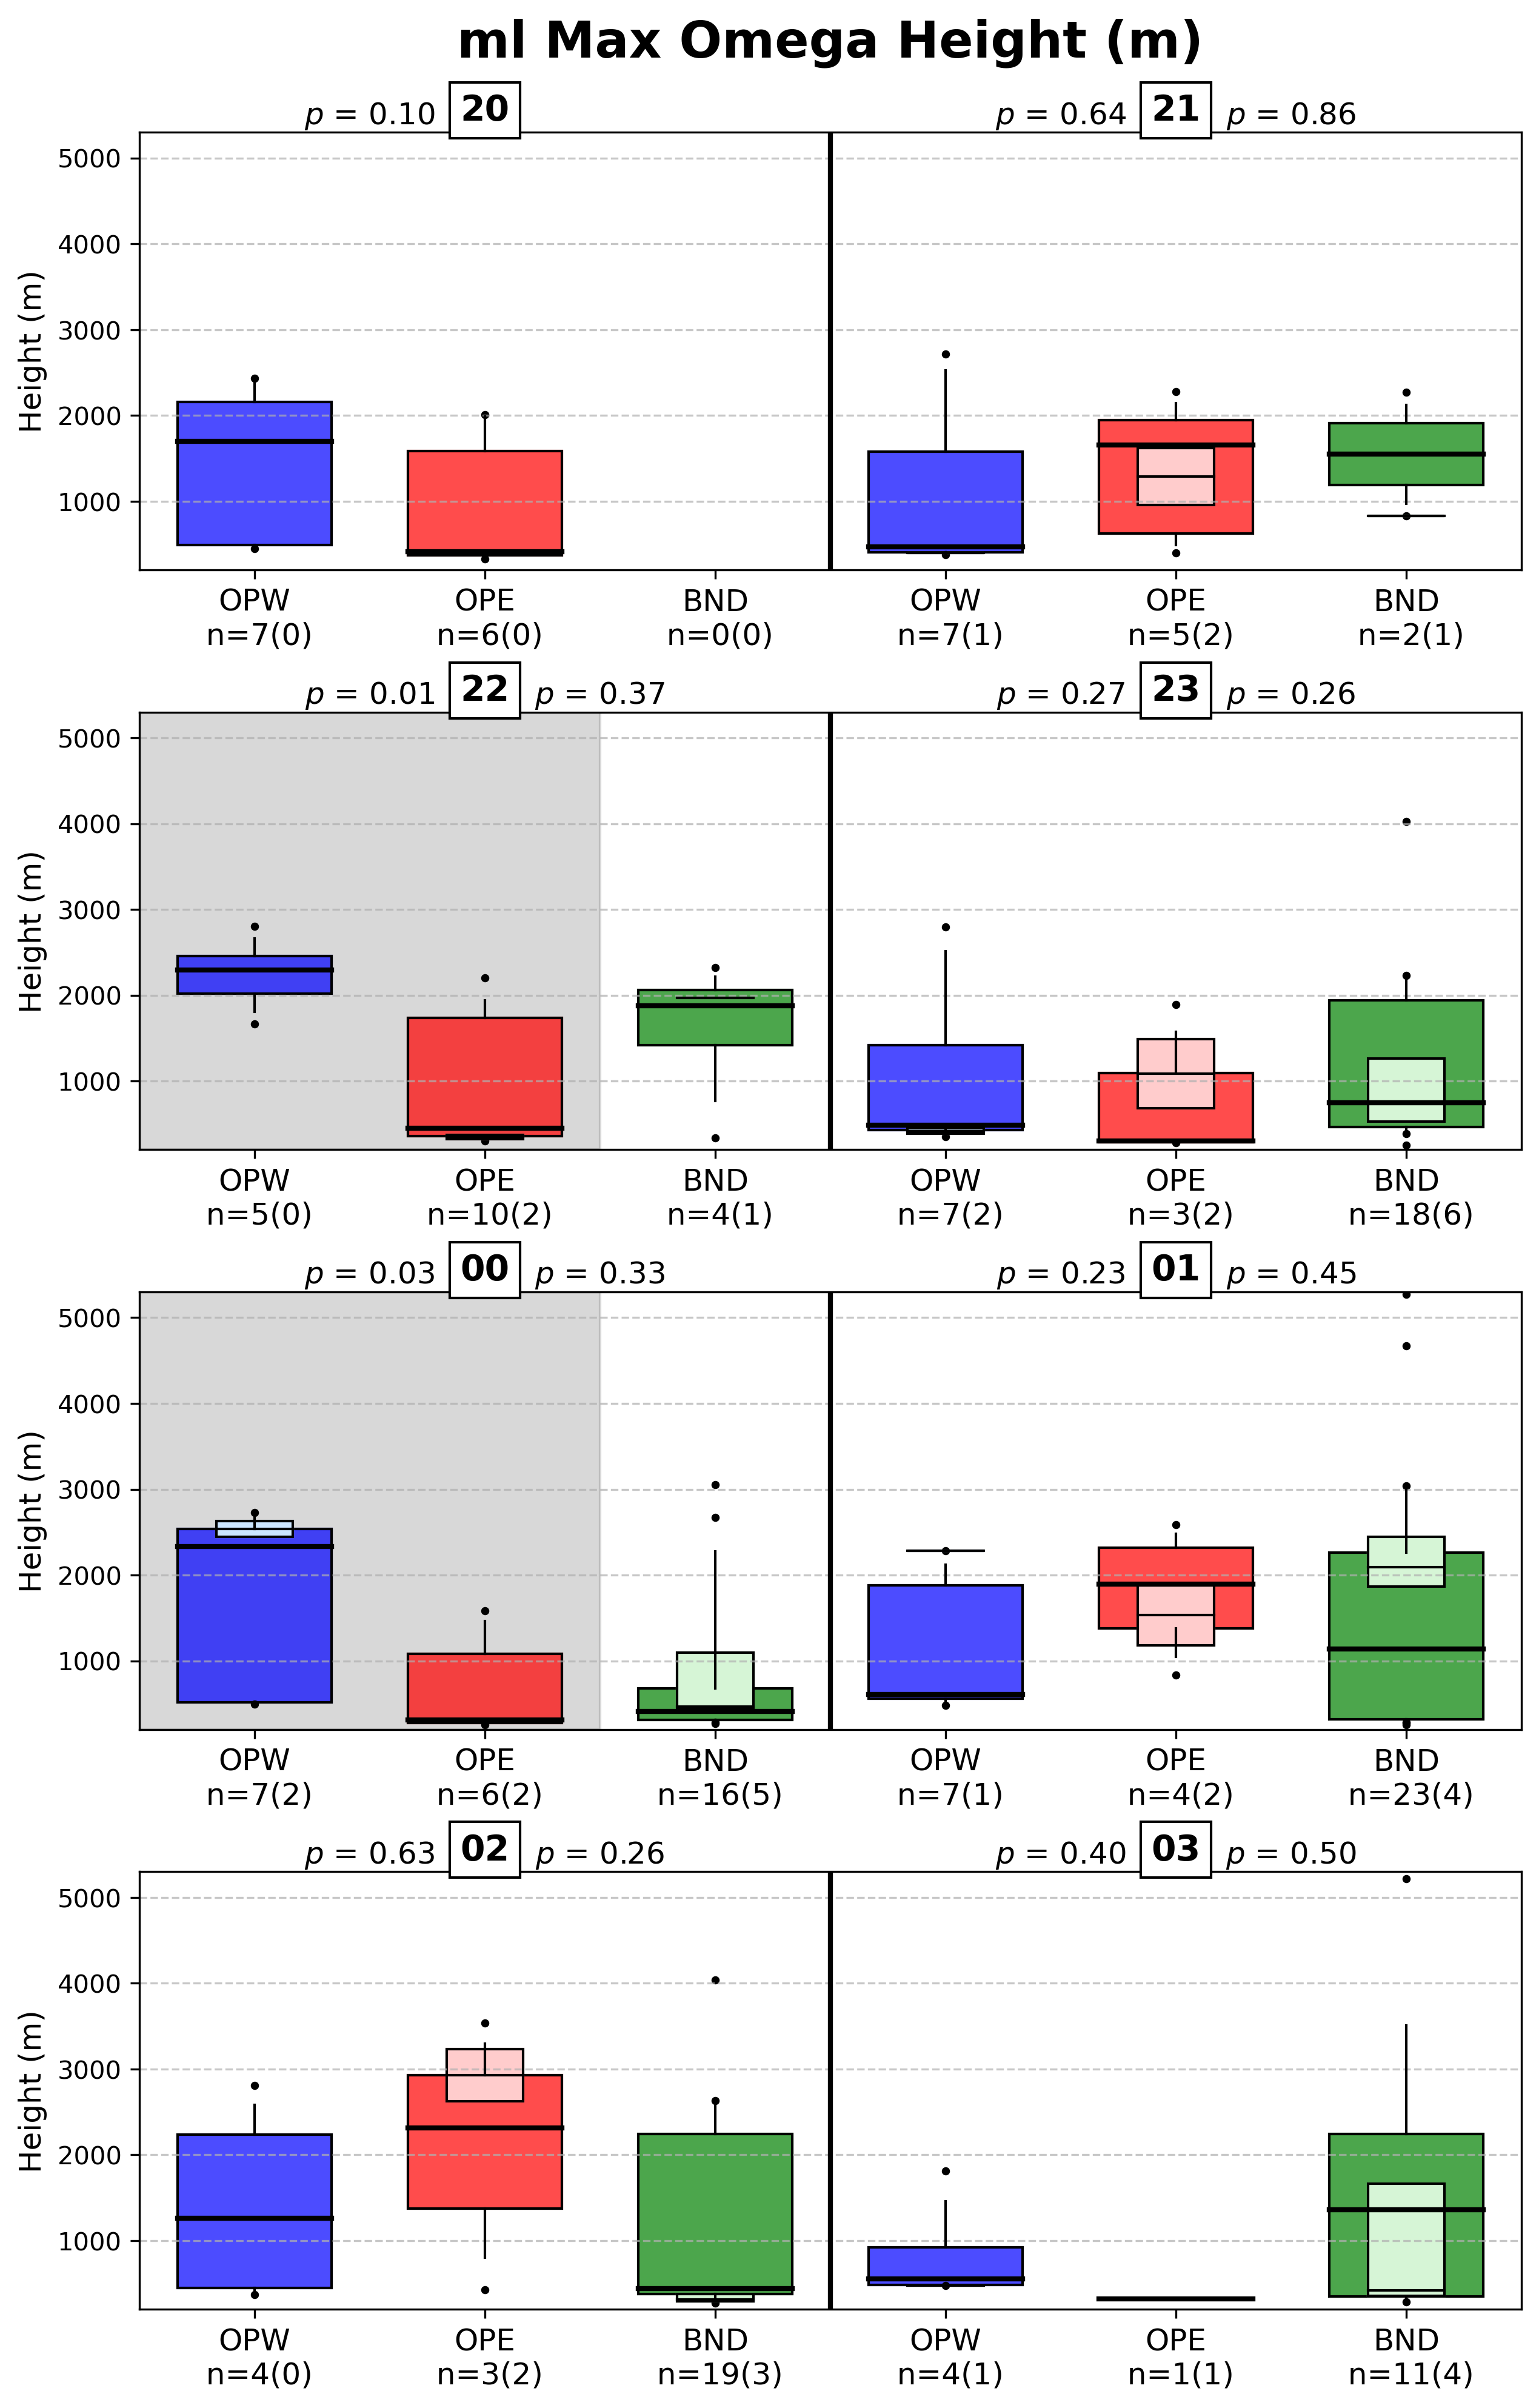 ml Max Omega Height (m)
p = 0.10 20
p = 0.64 21 p = 0.86
Height (m)
5000
4000
3000
2000
1000
OPW OPE BND OPW OPE BND
n=7(0) n=6(0) n=0(0) n=7(1) n=5(2) n=2(1)
p = 0.01 22 p = 0.37
p = 0.27 23 p = 0.26
Height (m)
5000
4000
3000
2000
1000
OPW OPE BND OPW OPE BND
n=5(0) n=10(2) n=4(1) n=7(2) n=3(2) n=18(6)
p = 0.03 00 p = 0.33
p = 0.23 01 p = 0.45
Height (m)
5000
4000
3000
2000
1000
OPW OPE BND OPW OPE BND
n=7(2) n=6(2) n=16(5) n=7(1) n=4(2) n=23(4)
p = 0.63 02 p = 0.26
p = 0.40 03 p = 0.50
Height (m)
5000
4000
3000
2000
1000
OPW OPE BND OPW OPE BND
n=4(0) n=3(2) n=19(3) n=4(1) n=1(1) n=11(4)